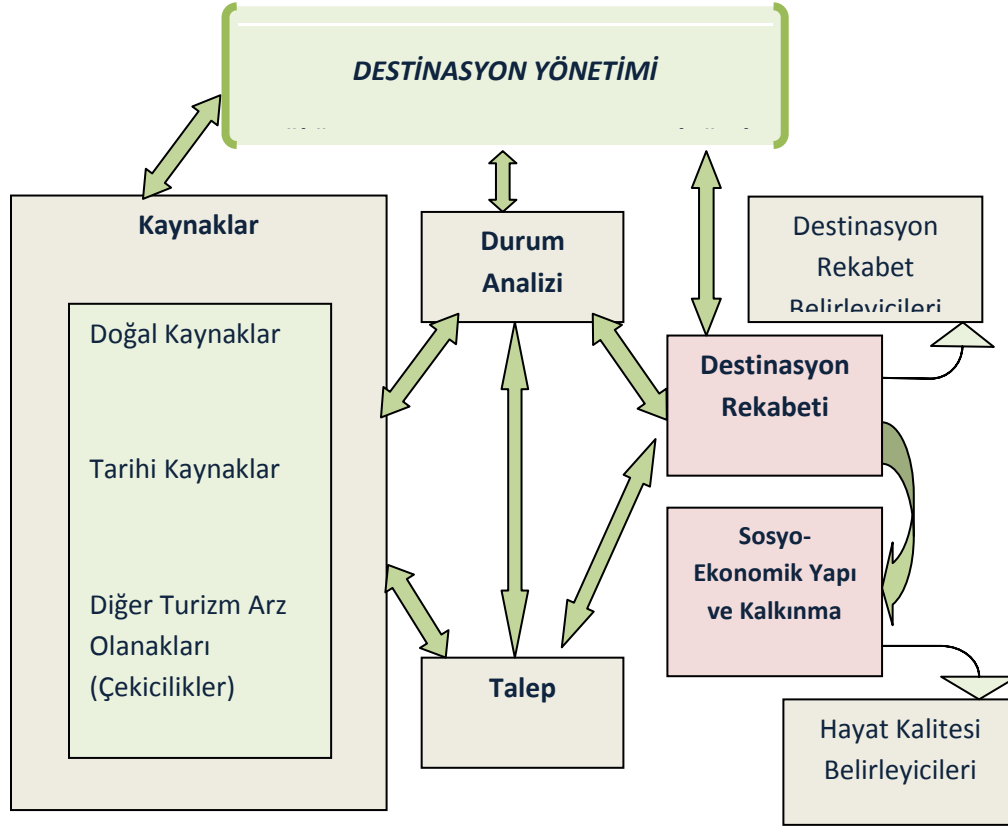 DESTİNASYON YÖNETİMİ
Kaynaklar
Doğal Kaynaklar
Tarihi Kaynaklar
Diğer Turizm Arz
Olanakları
(Çekicilikler)
Durum
Analizi
Talep
Destinasyon
Rekabet
Belirleyicileri
Destinasyon
Rekabeti
Sosyo-
Ekonomik Yapı
ve Kalkınma
Hayat Kalitesi
Belirleyicileri